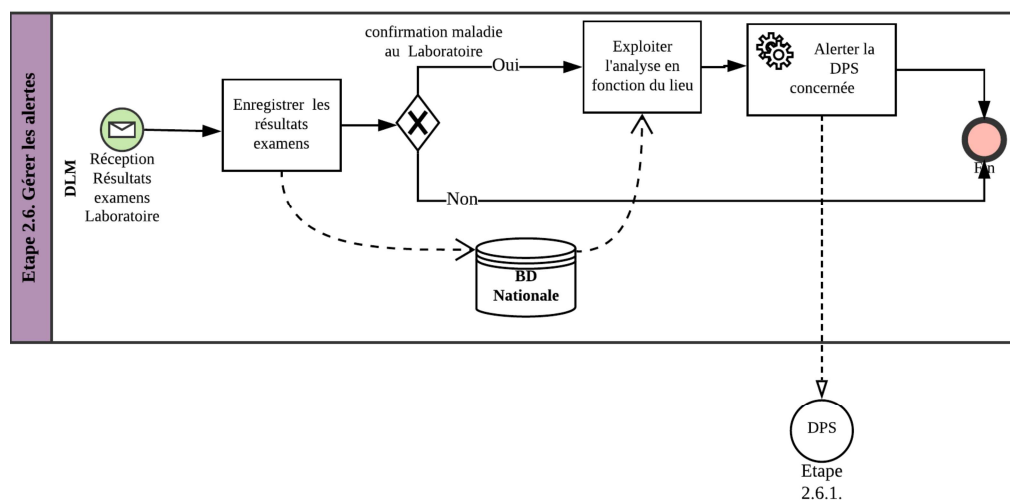 Etape 2.6. Gérer les alertes
DLM
Réception
Résultats
examens
Laboratoire
Enregistrer les
résultats
examens
confirmation maladie
au Laboratoire
Oui
Non
Exploiter
l'analyse en
fonction du lieu
Alerter la
DPS
concernée
Fin
BD
Nationale
DPS
Etape
2.6.1.